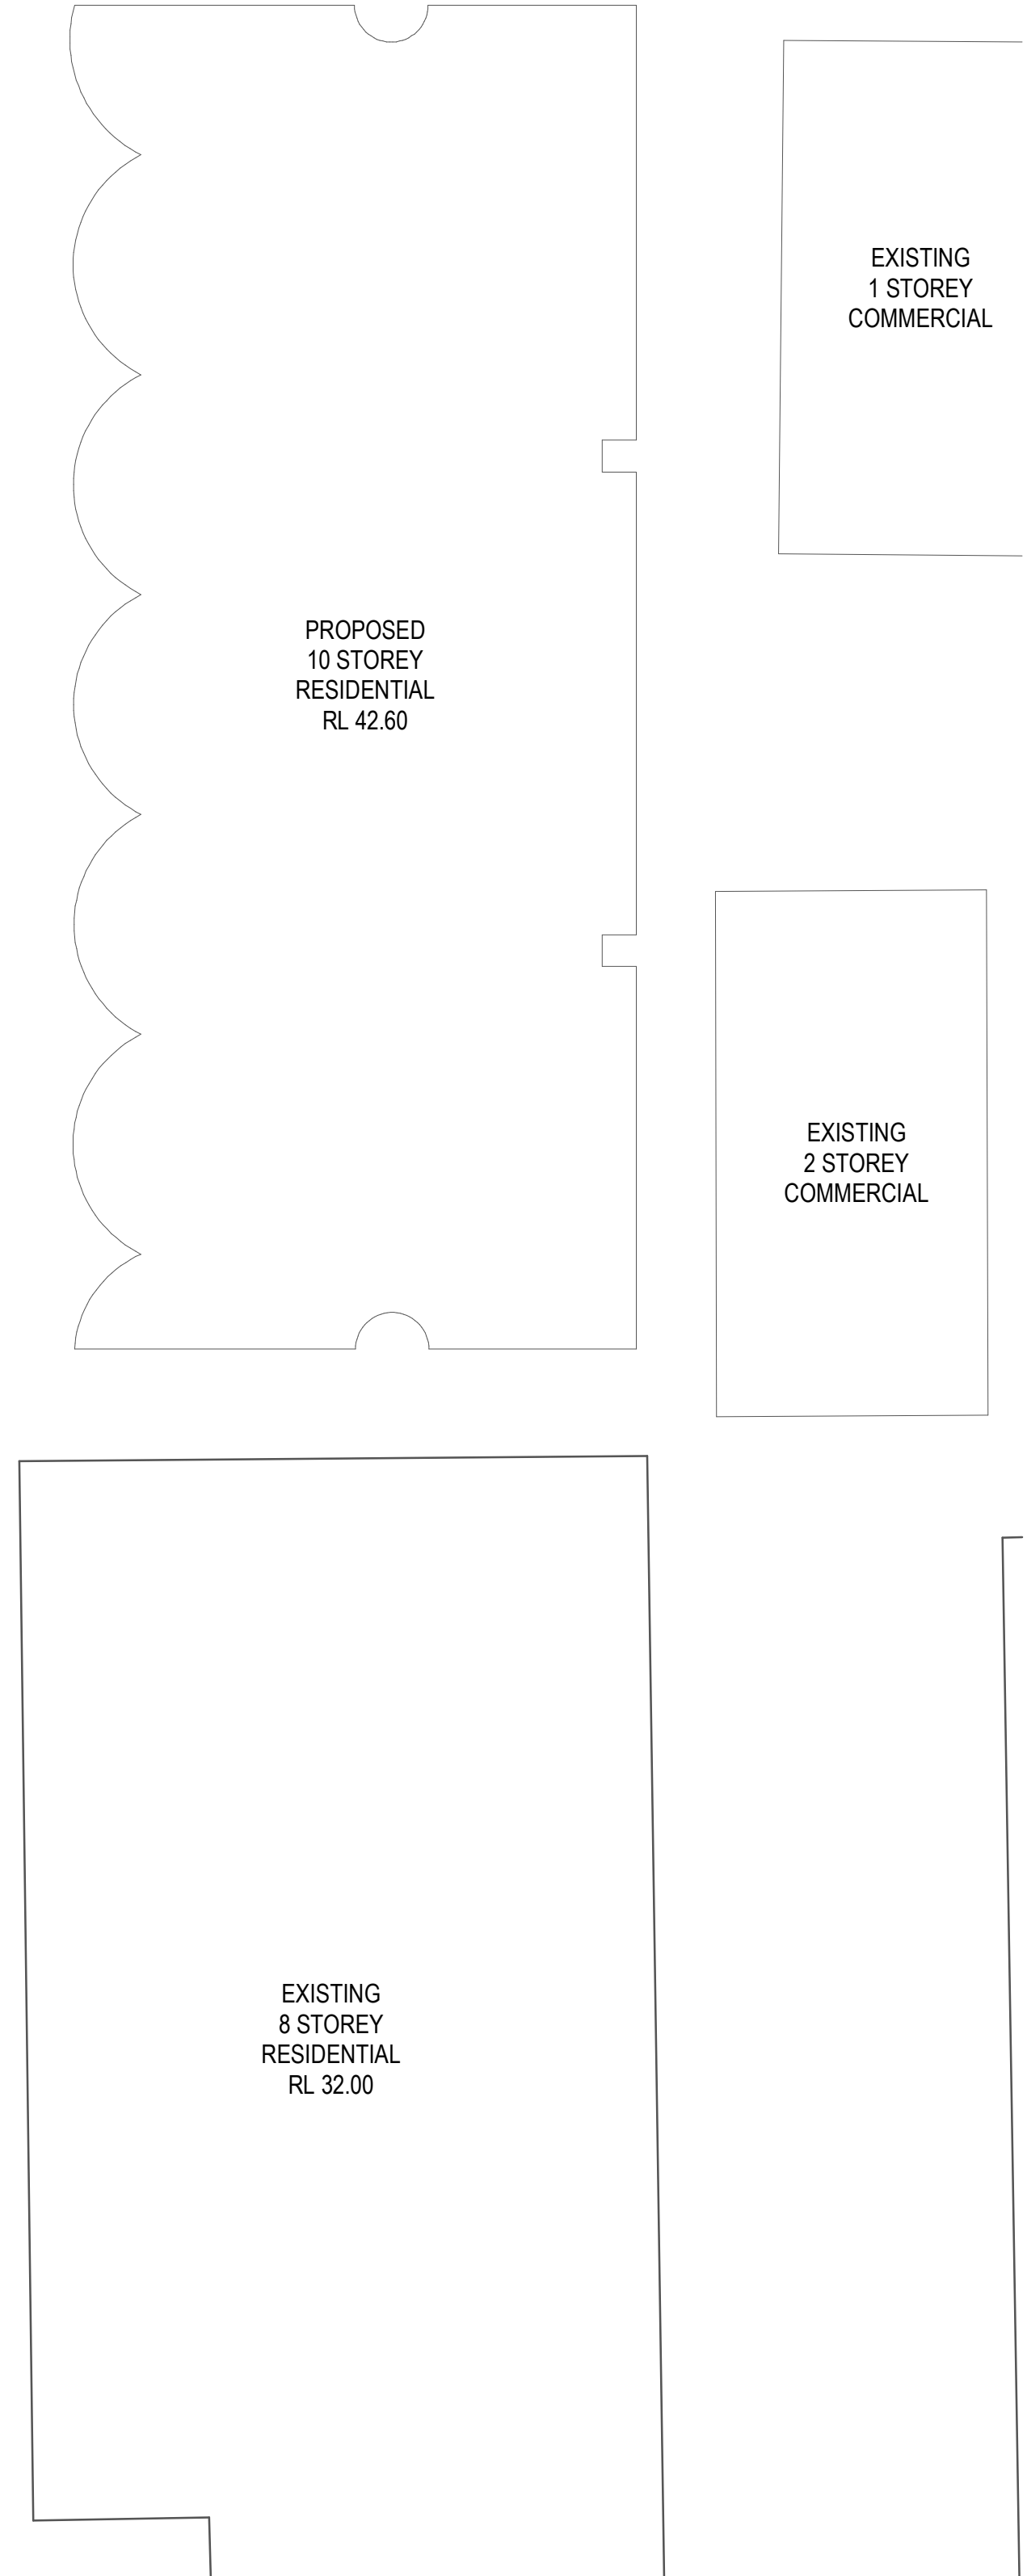 EXISTING
1 STOREY
COMMERCIAL
PROPOSED
10 STOREY
RESIDENTIAL
RL 42.60
EXISTING
2 STOREY
COMMERCIAL
EXISTING
8 STOREY
RESIDENTIAL
RL 32.00